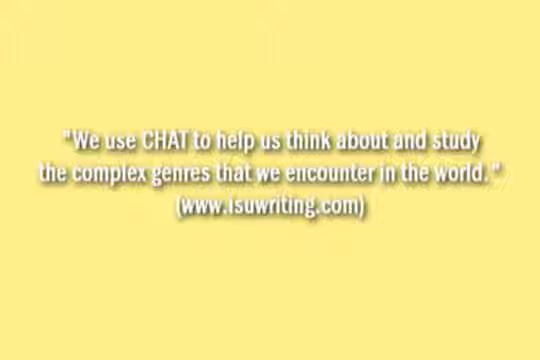 "We use CHAT to help us think about and study
the complex genres that we encounter in the world."
(www.isuwriting.com)